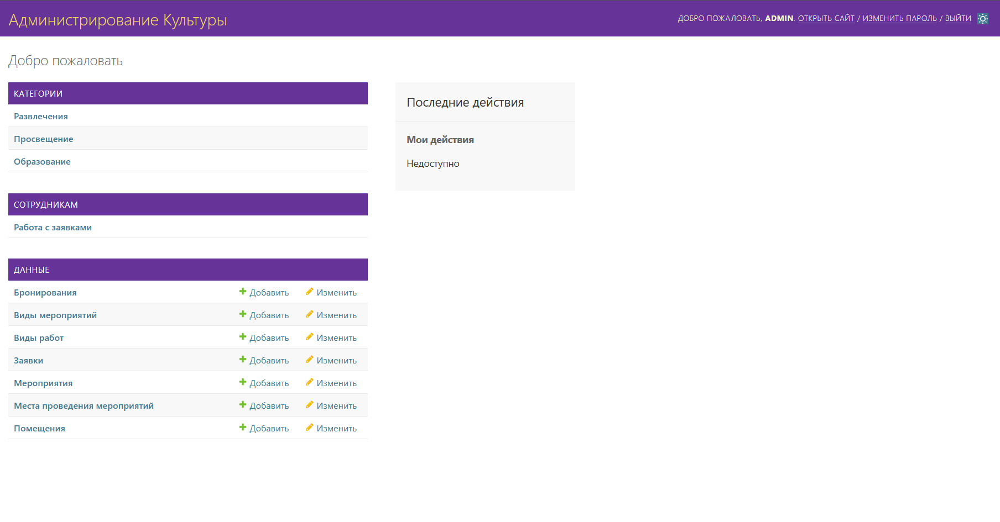 Администрирование Культуры
ДОБРО ПОЖАЛОВАТЬ, ADMIN. ОТКРЫТЬ САЙТ / ИЗМЕНИТЬ ПАРОЛЬ / ВЫЙТИ
Добро пожаловать
КАТЕГОРИИ
Развлечения
Просвещение
Образование
СОТРУДНИКАМ
Работа с заявками
ДАННЫЕ
Бронирования Добавить Изменить
Виды мероприятий Добавить Изменить
Виды работ Добавить Изменить
Заявки Добавить Изменить
Мероприятия Добавить Изменить
Места проведения мероприятий Добавить Изменить
Помещения Добавить Изменить
Последние действия
Мои действия
Недоступно